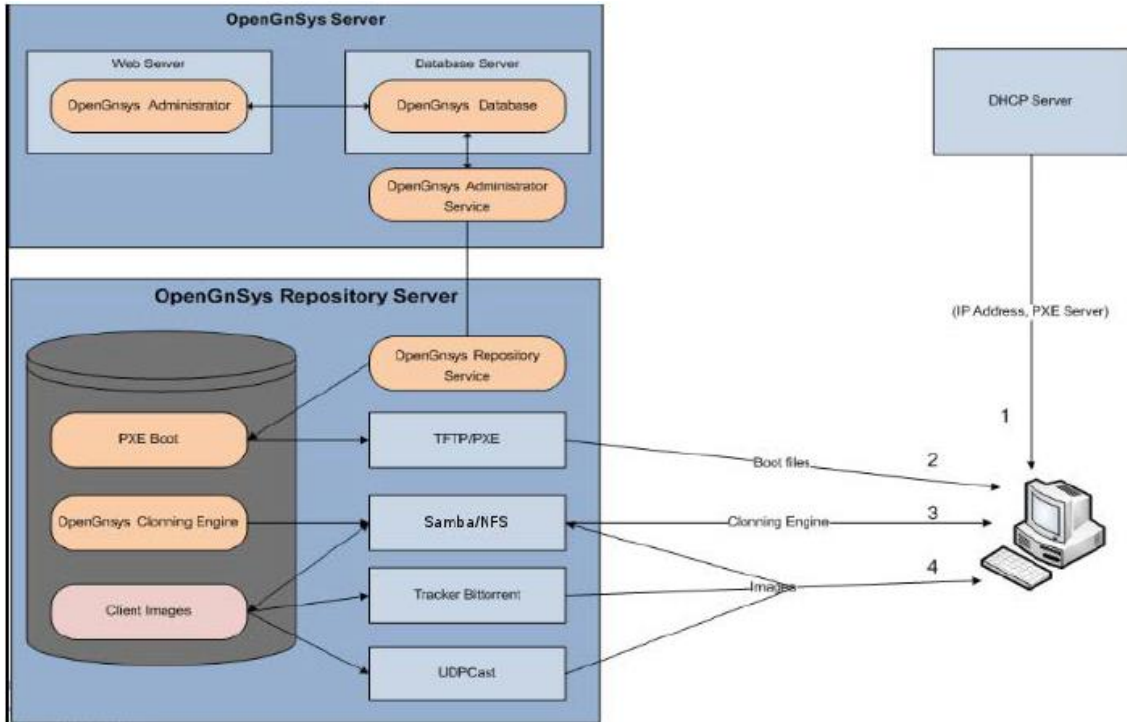 OpenGnSys Server
Web Server
Database Server
OpenGnsys Administrator
OpenGnsys Database
OpenGnsys Administrator
Service
DHCP Server
OpenGnSys Repository Server
(IP Address, PXE Server)
OpenGnsys Repository
Service
PXE Boot
TFTP/PXE
1
Boot files
2
OpenGnsys Clonning Engine
Samba/NFS
Clonning Engine
3
Client Images
Tracker Bittorrent
Images
4
UDPCast